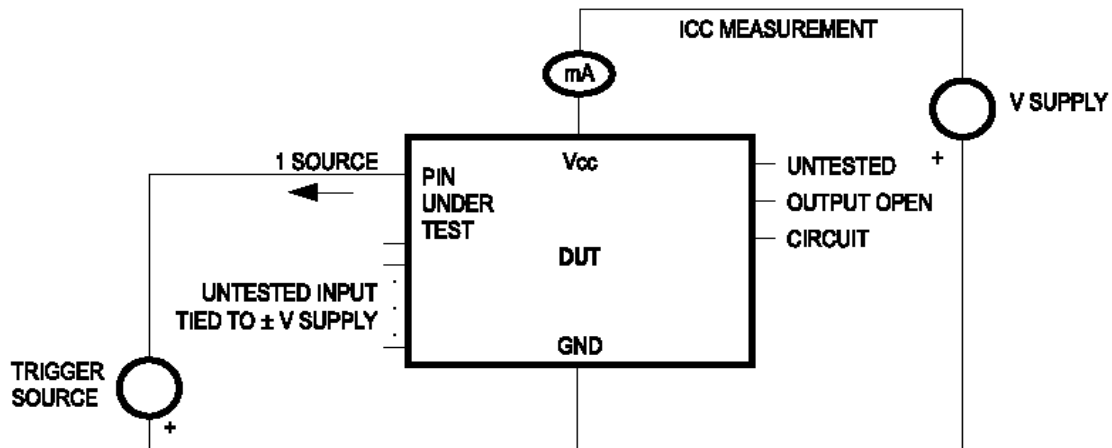 ICC MEASUREMENT
mA
V SUPPLY
+
1 SOURCE
Vcc
PIN
UNDER
TEST
UNTESTED
OUTPUT OPEN
CIRCUIT
DUT
UNTESTED INPUT
TIED TO ± V SUPPLY
GND
TRIGGER
SOURCE
+